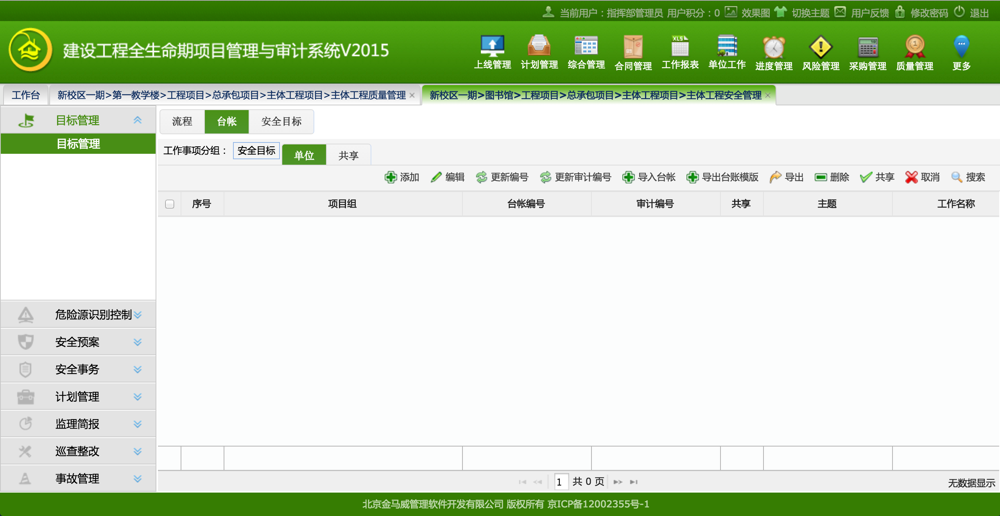 当前用户：指挥部管理员 用户积分：0 效果图 切换主题 用户反馈 修改密码 退出
建设工程全生命期项目管理与审计系统V2015
上线管理 计划管理 综合管理 合同管理 工作报表 单位工作 进度管理 风险管理 采购管理 质量管理 更多
工作台 新校区一期>第一教学楼>工程项目>总承包项目>主体工程项目>主体工程质量管理 新校区一期>图书馆>工程项目>总承包项目>主体工程项目>主体工程安全管理
目标管理
目标管理
危险源识别控制
安全预案
安全事务
计划管理
监理简报
巡查整改
事故管理
流程 台帐 安全目标
工作事项分组： 安全目标 单位 共享
添加 编辑 更新编号 更新审计编号 导入台帐 导出台账模版 导出 删除 共享 取消 搜索
序号 项目组 台帐编号 审计编号 共享 主题 工作名称
1 共 0 页 无数据显示
北京金马威管理软件开发有限公司 版权所有 京ICP备12002355号-1